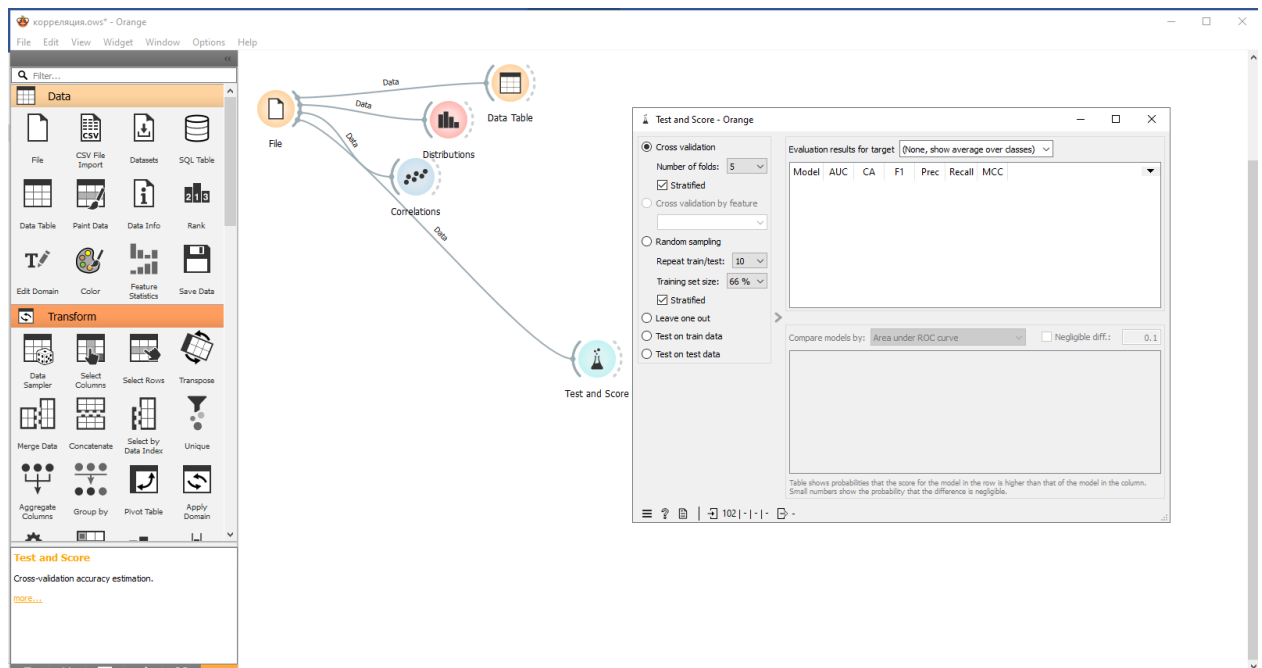 корреляция.ows* - Orange
File Edit View Widget Window Options Help
Filter...
Data
File
CSV File Import
Datasets
SQL Table
Data Table
Paint Data
Data Info
Rank
Edit Domain
Color
Feature Statistics
Save Data
Transform
Data Sampler
Select Columns
Select Rows
Transpose
Merge Data
Concatenate
Select by Data Index
Unique
Aggregate Columns
Group by
Pivot Table
Apply Domain
Test and Score
Cross-validation accuracy estimation.
more...
File
Data
Data
Data
Data
Data Table
Distributions
Correlations
Test and Score
Test and Score - Orange
Cross validation
Number of folds: 5
Stratified
Cross validation by feature
Random sampling
Repeat train/test: 10
Training set size: 66 %
Stratified
Leave one out
Test on train data
Test on test data
Evaluation results for target (None, show average over classes)
Model AUC CA F1 Prec Recall MCC
Compare models by: Area under ROC curve
Negligible diff.: 0.1
Table shows probabilities that the score for the model in the row is higher than that of the model in the column.
Small numbers show the probability that the difference is negligible.
102 | - | - | - -